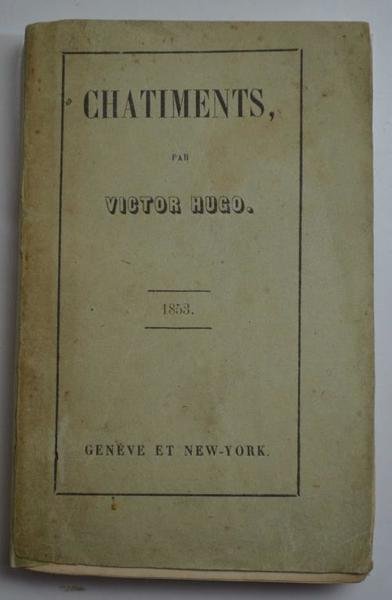 CHATIMENTS,
PAR
VICTOR HUGO.
1853.
GENÈVE ET NEW-YORK.